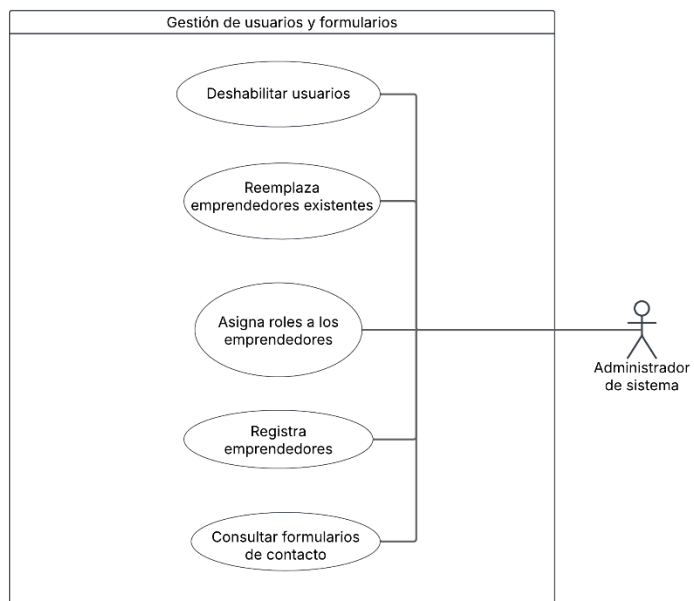 Gestión de usuarios y formularios
Deshabilitar usuarios
Reemplaza
emprendedores existentes
Asigna roles a los
emprendedores
Administrador
de sistema
Registra
emprendedores
Consultar formularios
de contacto